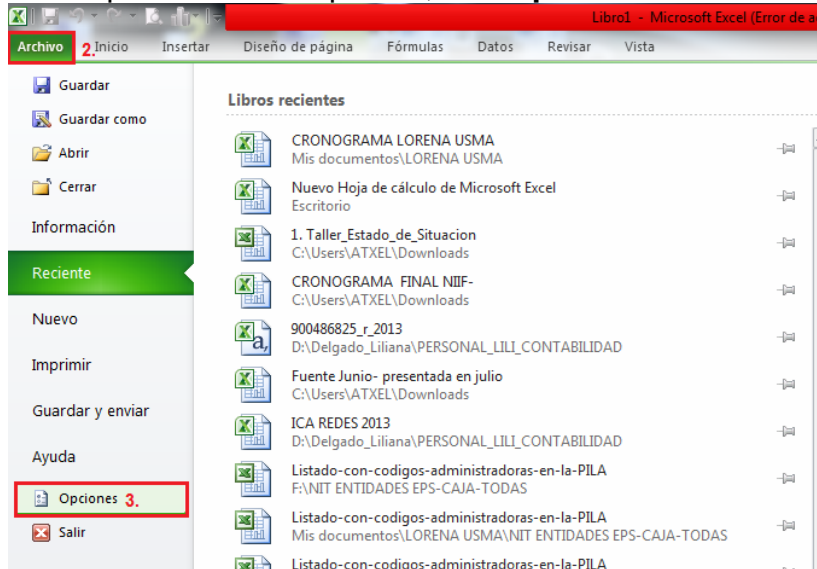 Libro1 - Microsoft Excel (Error de a
Archivo 2. Inicio Insertar Diseño de página Fórmulas Datos Revisar Vista
Guardar
Guardar como
Abrir
Cerrar
Información
Reciente
Nuevo
Imprimir
Guardar y enviar
Ayuda
Opciones 3.
Salir
Libros recientes
CRONOGRAMA LORENA USMA
Mis documentos\LORENA USMA
Nuevo Hoja de cálculo de Microsoft Excel
Escritorio
1. Taller_Estado_de_Situacion
C:\Users\ATXEL\Downloads
CRONOGRAMA FINAL NIIF-
C:\Users\ATXEL\Downloads
900486825_r_2013
D:\Delgado_Liliana\PERSONAL_LILI_CONTABILIDAD
Fuente Junio- presentada en julio
C:\Users\ATXEL\Downloads
ICA REDES 2013
D:\Delgado_Liliana\PERSONAL_LILI_CONTABILIDAD
Listado-con-codigos-administradoras-en-la-PILA
F:\NIT ENTIDADES EPS-CAJA-TODAS
Listado-con-codigos-administradoras-en-la-PILA
Mis documentos\LORENA USMA\NIT ENTIDADES EPS-CAJA-TODAS
Listado-con-codigos-administradoras-en-la-PILA